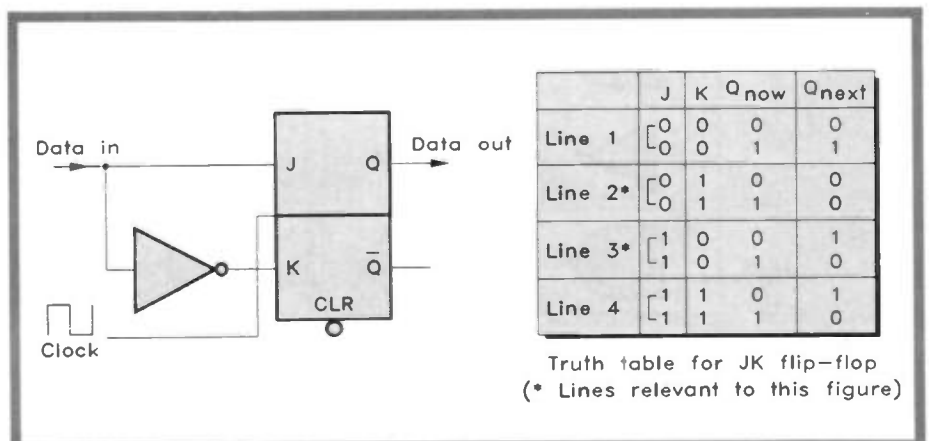 Data in
J
Q
Data out
K
Q̅
CLR
Clock
J K Q now Q next
Line 1 0 0 0 0
0 0 1 1
Line 2* 0 1 0 0
0 1 1 0
Line 3* 1 0 0 1
1 0 1 0
Line 4 1 1 0 1
1 1 1 0
Truth table for JK flip-flop
(* Lines relevant to this figure)